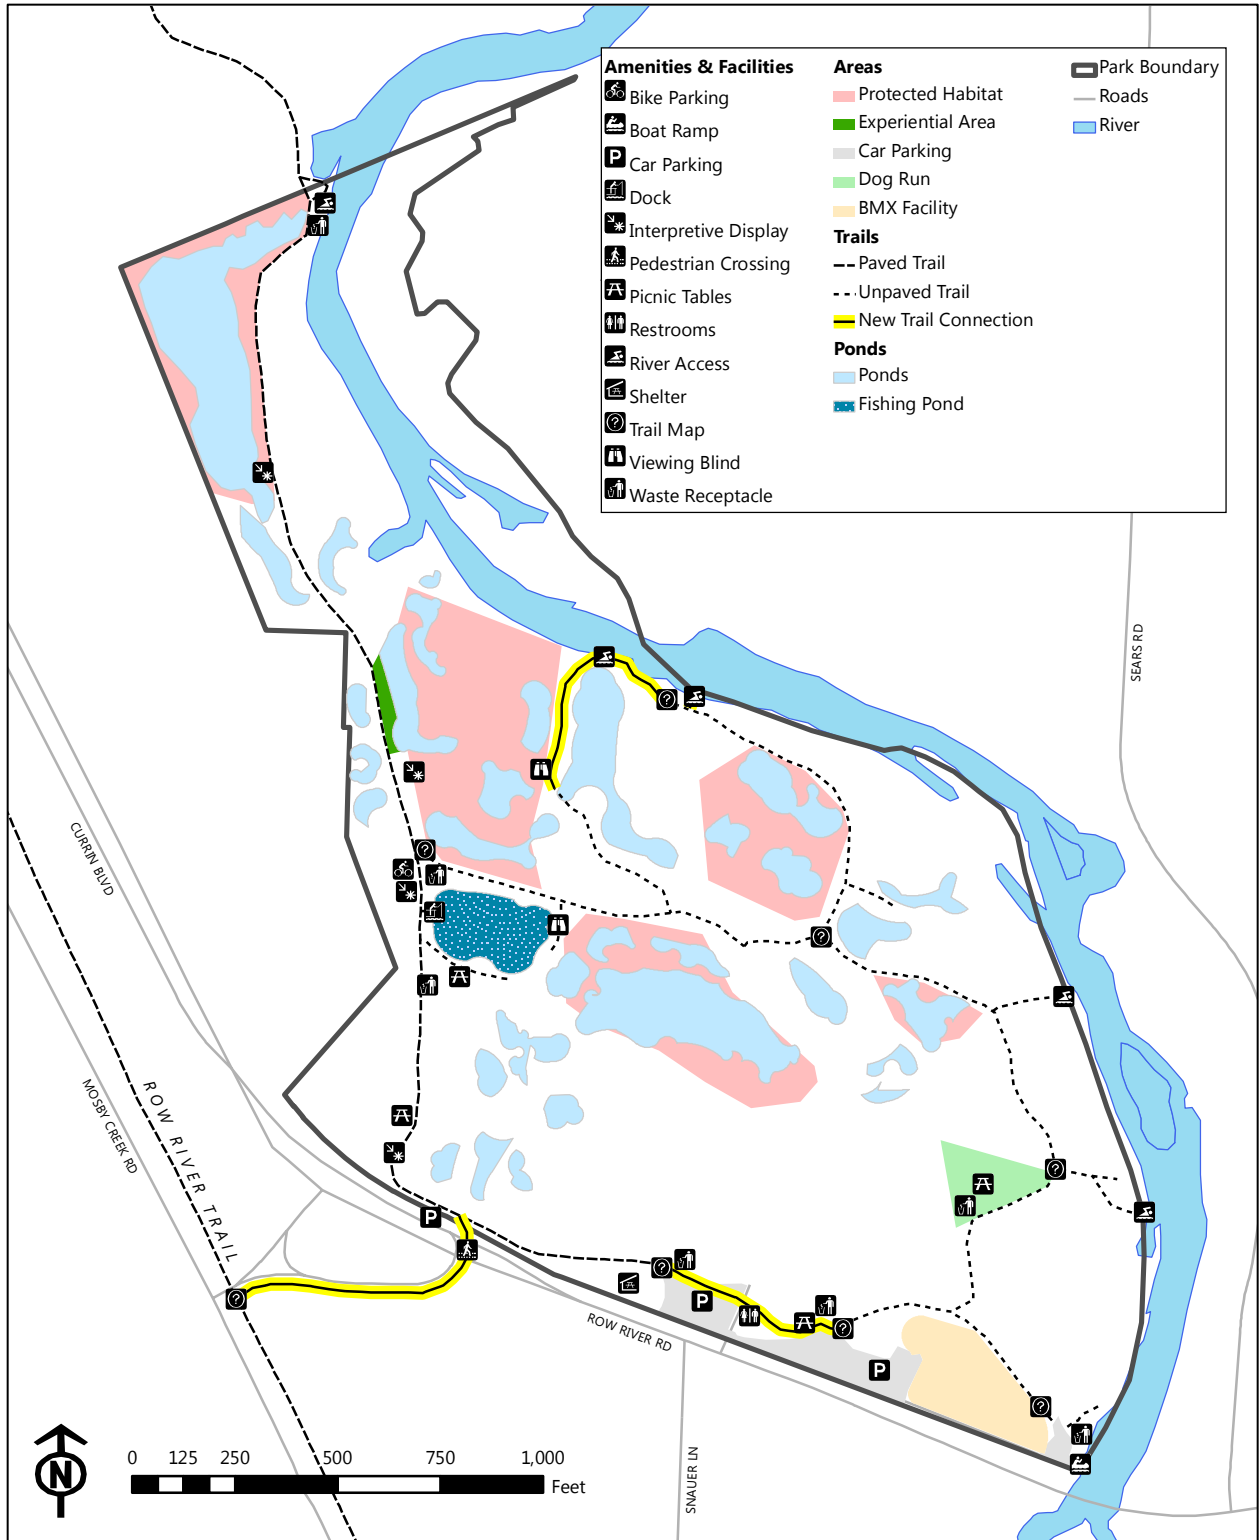 Amenities & Facilities
Bike Parking
Boat Ramp
P Car Parking
Dock
Interpretive Display
Pedestrian Crossing
Picnic Tables
Restrooms
River Access
Shelter
? Trail Map
Viewing Blind
Waste Receptacle
Areas
Protected Habitat
Experiential Area
Car Parking
Dog Run
BMX Facility
Trails
Paved Trail
Unpaved Trail
New Trail Connection
Ponds
Ponds
Fishing Pond
Park Boundary
Roads
River
SEARS RD
?
CURRIN BLVD
?
?
MOSBY CREEK RD
ROW RIVER TRAIL
?
P
?
?
P
ROW RIVER RD
?
P
?
SNAUER LN
N
0 125 250 500 750 1,000
Feet